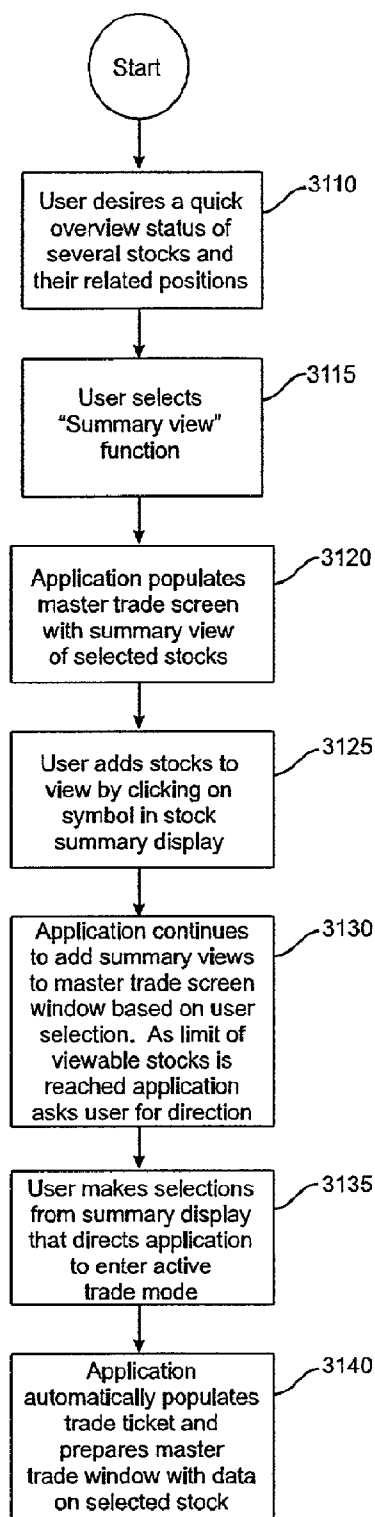 Start
3110
User desires a quick
overview status of
several stocks and
their related positions
3115
User selects
"Summary view"
function
3120
Application populates
master trade screen
with summary view
of selected stocks
3125
User adds stocks to
view by clicking on
symbol in stock
summary display
3130
Application continues
to add summary views
to master trade screen
window based on user
selection. As limit of
viewable stocks is
reached application
asks user for direction
3135
User makes selections
from summary display
that directs application
to enter active
trade mode
3140
Application
automatically populates
trade ticket and
prepares master
trade window with data
on selected stock